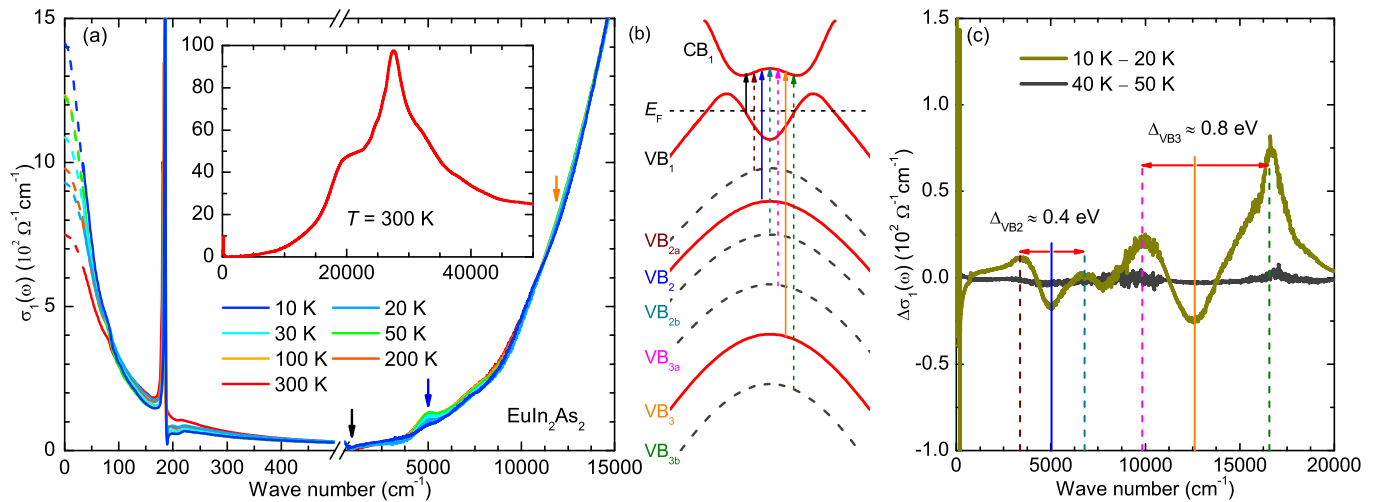 (a)
σ₁(ω) (10² Ω⁻¹cm⁻¹)
15
10
5
0
0 100 200 300 400 5000 10000 15000
Wave number (cm⁻¹)
100
80
60
40
20
0
0 20000 40000
T = 300 K
10 K 20 K
30 K 50 K
100 K 200 K
300 K
EuIn₂As₂
(b)
CB₁
E_F
VB₁
VB₂ₐ
VB₂
VB₂b
VB₃ₐ
VB₃
VB₃b
(c)
Δσ₁(ω) (10² Ω⁻¹cm⁻¹)
1.5
1.0
0.5
0.0
-0.5
-1.0
0 5000 10000 15000 20000
Wave number (cm⁻¹)
10 K – 20 K
40 K – 50 K
Δ_VB3 ≈ 0.8 eV
Δ_VB2 ≈ 0.4 eV